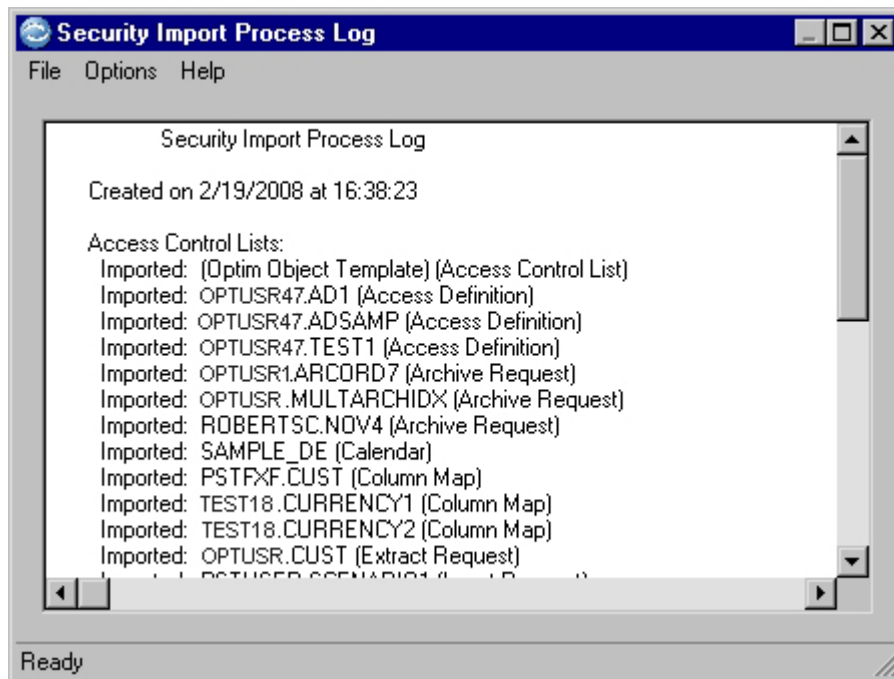 Security Import Process Log
File Options Help
Security Import Process Log
Created on 2/19/2008 at 16:38:23
Access Control Lists:
Imported: (Optim Object Template) (Access Control List)
Imported: OPTUSR47.AD1 (Access Definition)
Imported: OPTUSR47.ADSAMP (Access Definition)
Imported: OPTUSR47.TEST1 (Access Definition)
Imported: OPTUSR1.ARCORD7 (Archive Request)
Imported: OPTUSR.MULTARCHIDX (Archive Request)
Imported: ROBERTSC.NOV4 (Archive Request)
Imported: SAMPLE_DE (Calendar)
Imported: PSTFXF.CUST (Column Map)
Imported: TEST18.CURRENCY1 (Column Map)
Imported: TEST18.CURRENCY2 (Column Map)
Imported: OPTUSR.CUST (Extract Request)
Ready